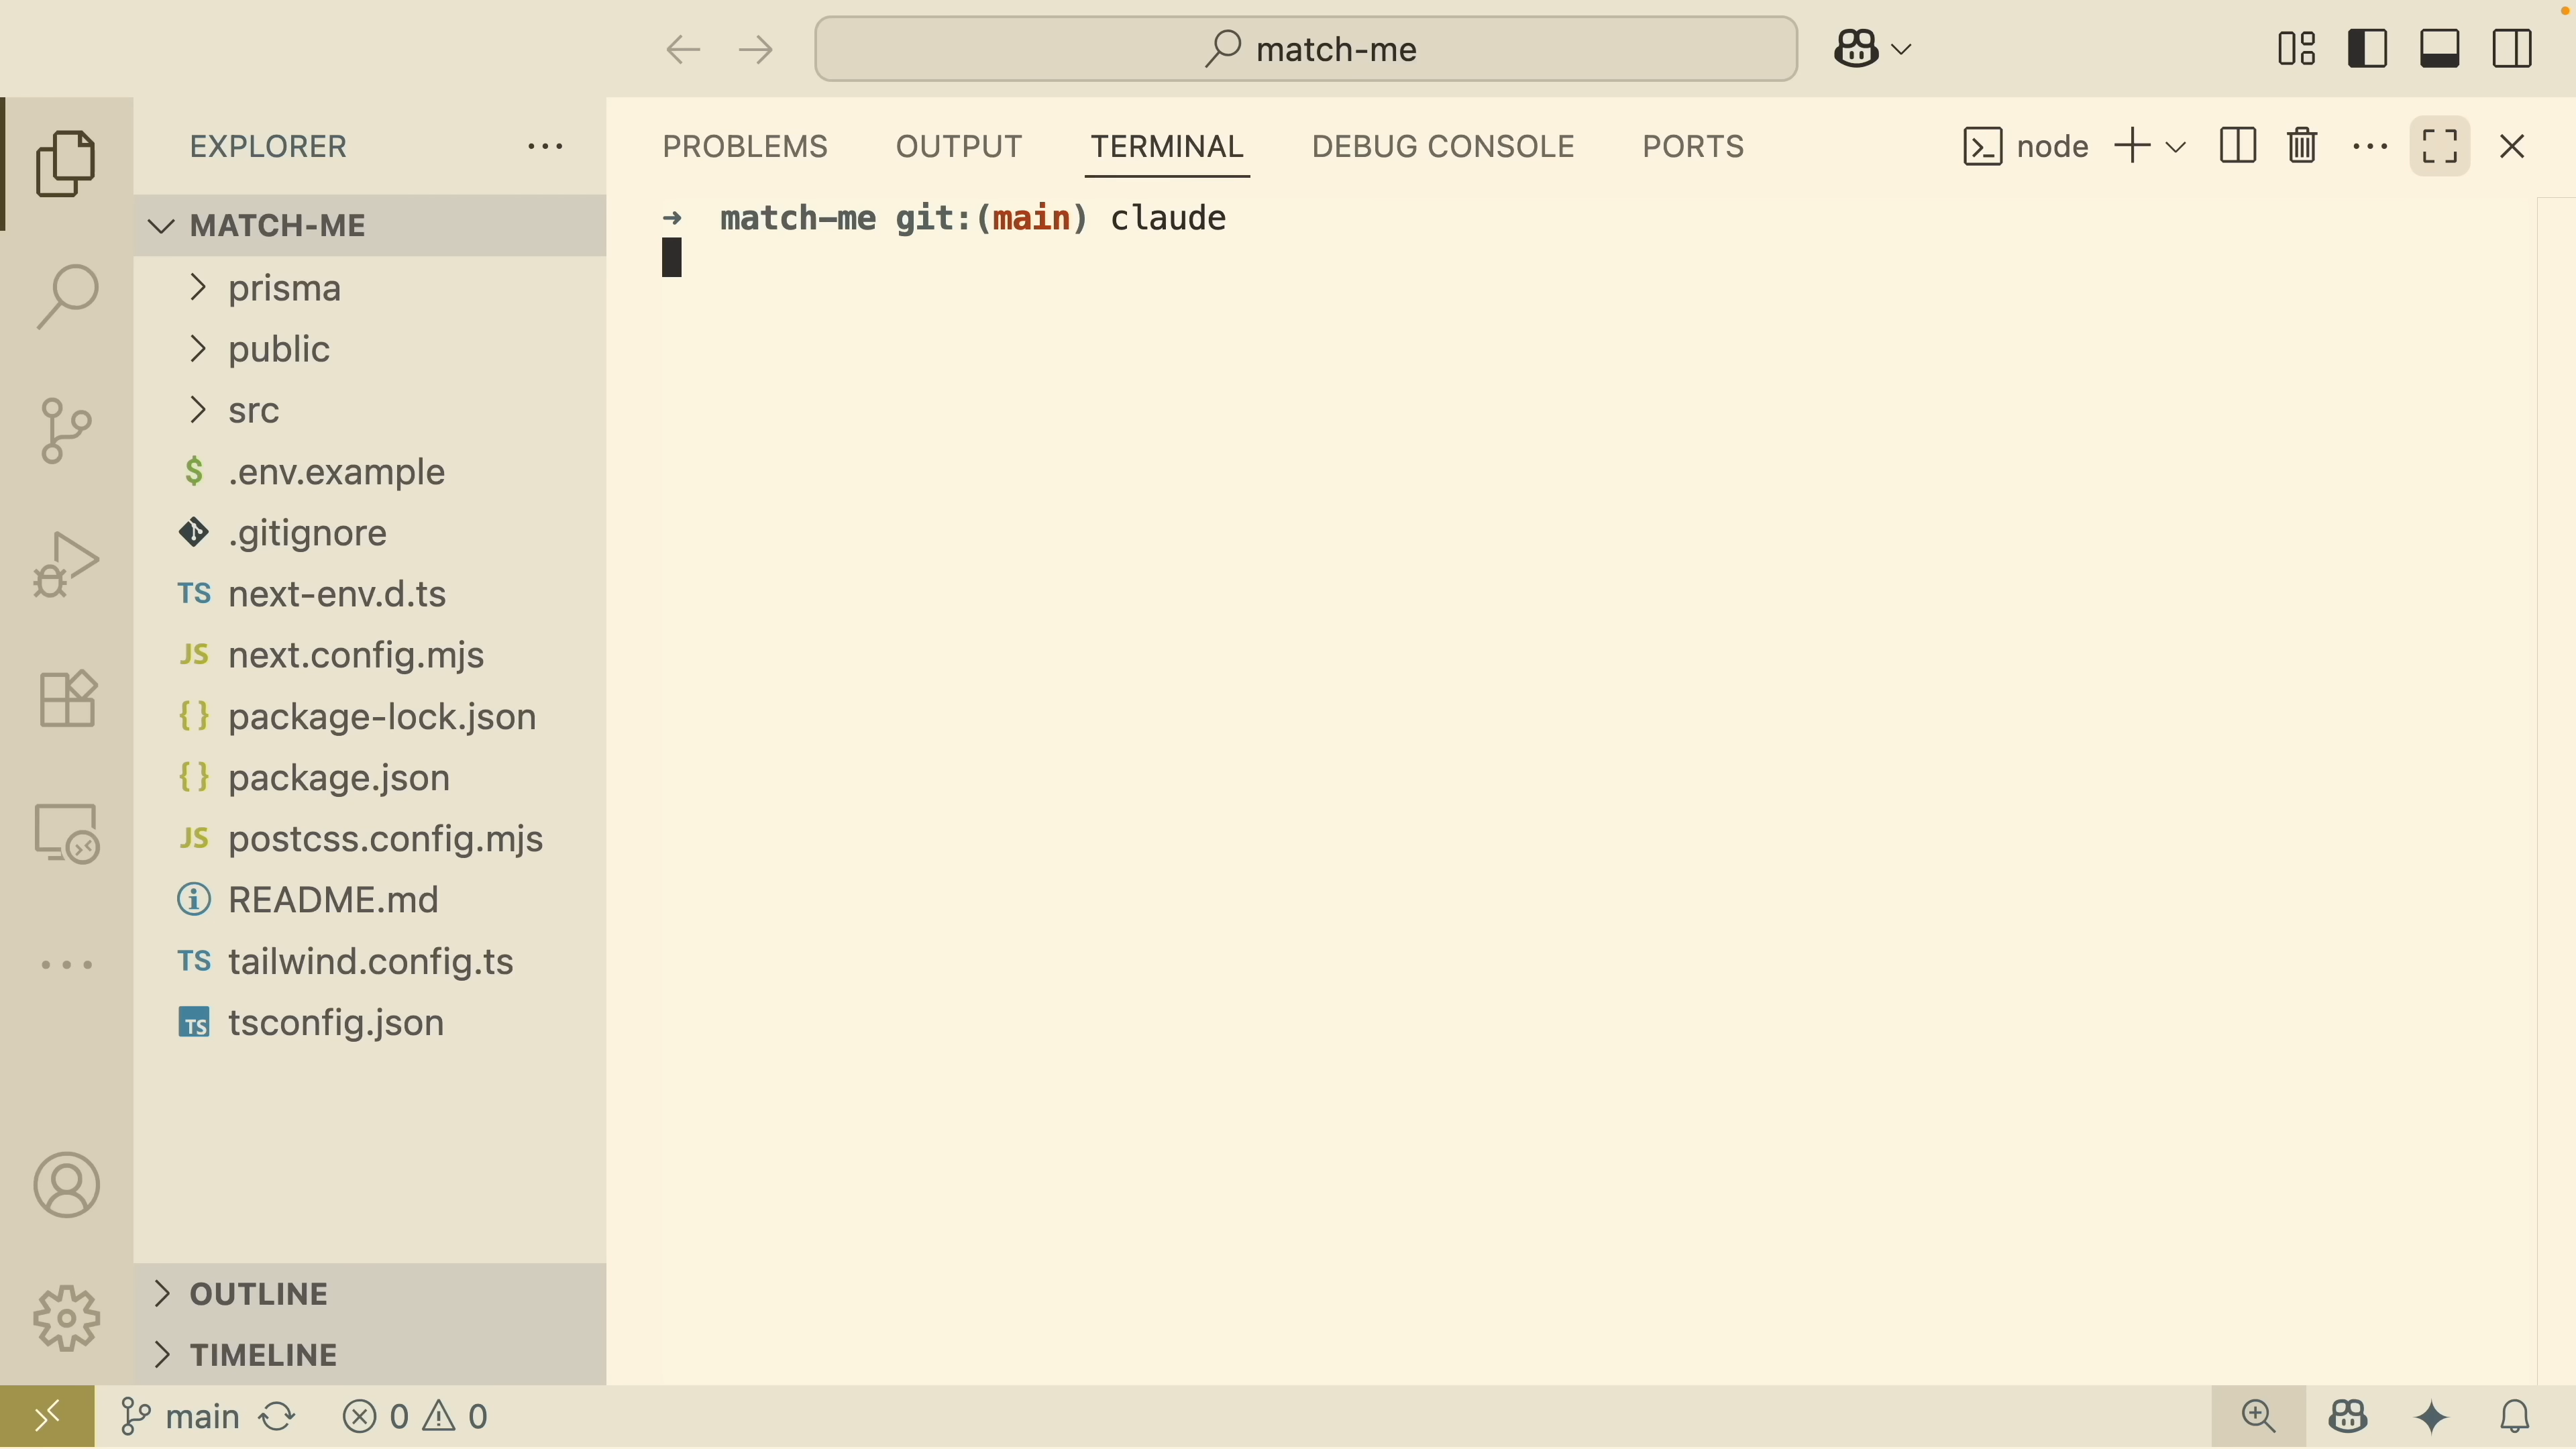 match-me
EXPLORER
MATCH-ME
prisma
public
src
$ .env.example
.gitignore
TS next-env.d.ts
JS next.config.mjs
{} package-lock.json
{} package.json
JS postcss.config.mjs
README.md
TS tailwind.config.ts
TS tsconfig.json
OUTLINE
TIMELINE
PROBLEMS OUTPUT TERMINAL DEBUG CONSOLE PORTS node
➜ match-me git:(main) claude
main 0 0